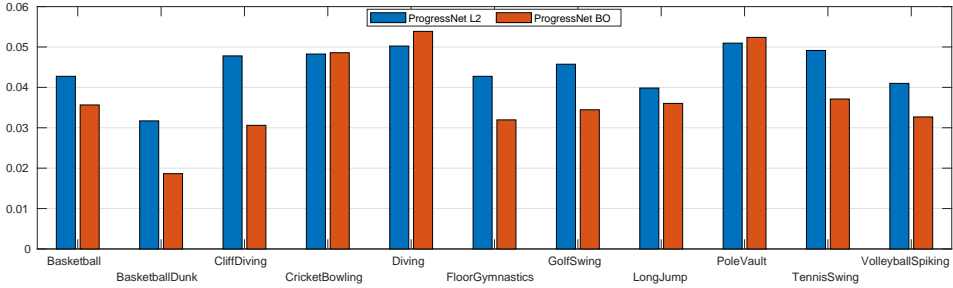 0.06
ProgressNet L2 ProgressNet BO
0.05
0.04
0.03
0.02
0.01
0
Basketball CliffDiving Diving GolfSwing PoleVault VolleyballSpiking
BasketballDunk CricketBowling FloorGymnastics LongJump TennisSwing